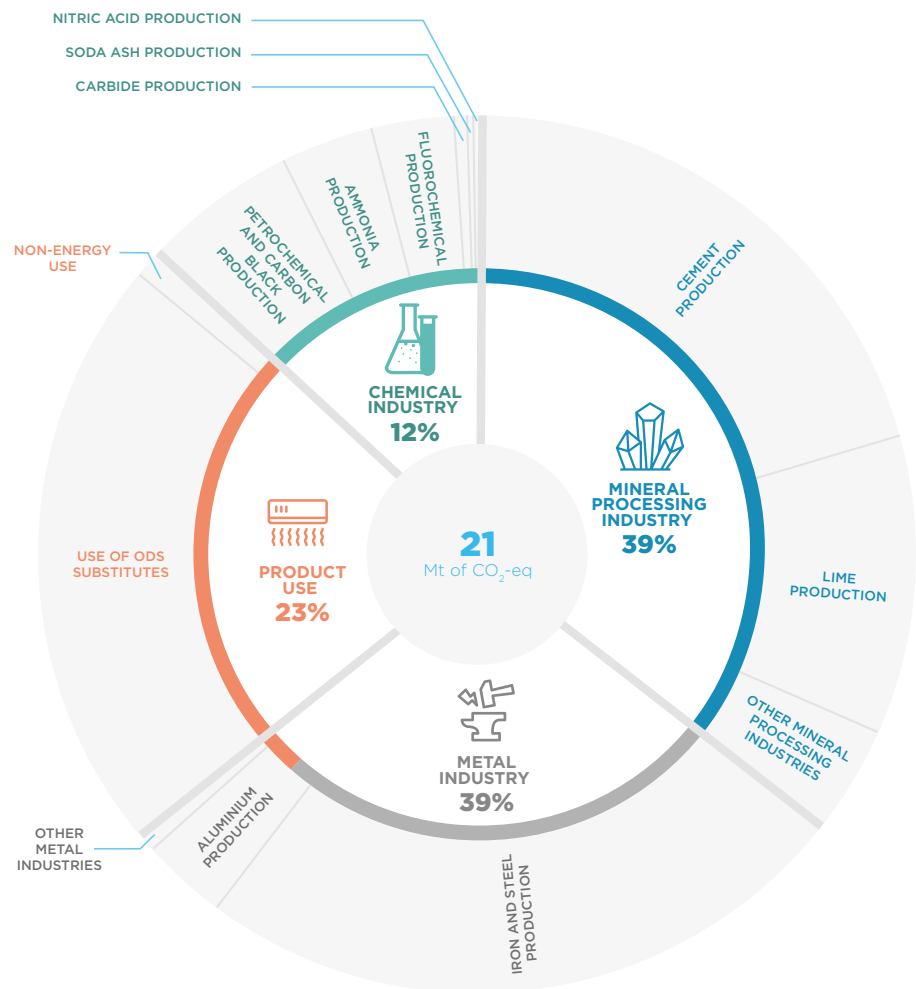 NITRIC ACID PRODUCTION
SODA ASH PRODUCTION
CARBIDE PRODUCTION
FLUOROCHEMICAL
PRODUCTION
AMMONIA
PRODUCTION
PETROCHEMICAL
AND CARBON
BLACK
PRODUCTION
NON-ENERGY
USE
CEMENT
PRODUCTION
CHEMICAL
INDUSTRY
12%
MINERAL
PROCESSING
INDUSTRY
39%
21
Mt of CO₂-eq
USE OF ODS
SUBSTITUTES
PRODUCT
USE
23%
LIME
PRODUCTION
OTHER MINERAL
PROCESSING
INDUSTRIES
METAL
INDUSTRY
39%
ALUMINIUM
PRODUCTION
OTHER
METAL
INDUSTRIES
IRON AND STEEL
PRODUCTION